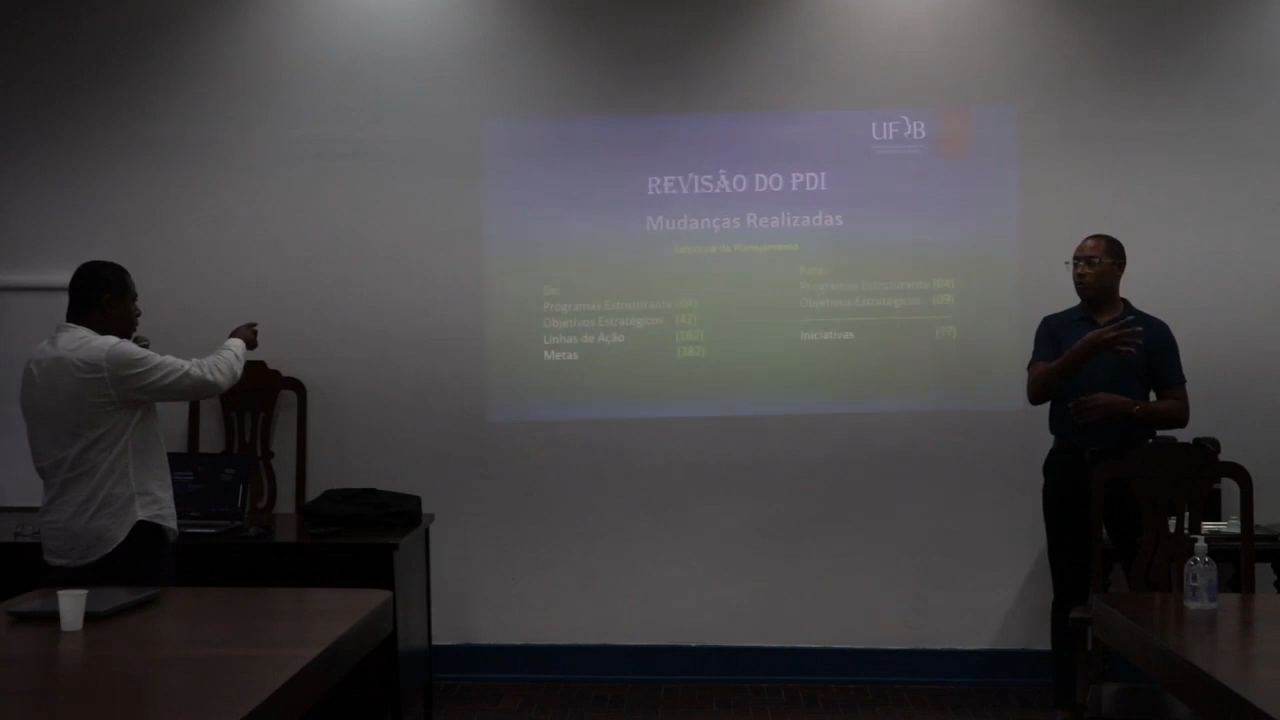 UFRB
REVISÃO DO PDI
Mudanças Realizadas
De:
Programas Estruturante (04)
Objetivos Estratégicos (42)
Linhas de Ação (182)
Metas (382)
Para:
Programas Estruturante (04)
Objetivos Estratégicos (09)
Iniciativas (??)